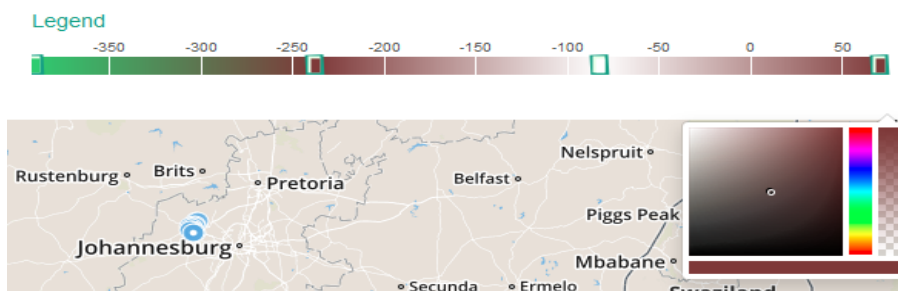 Legend
-350 -300 -250 -200 -150 -100 -50 0 50
Nelspruit
Rustenburg Brits Pretoria Belfast
Piggs Peak
Johannesburg Mbabane
Secunda Ermelo Swaziland